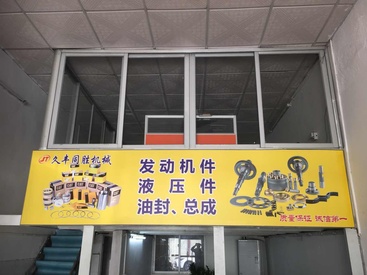 久丰同胜机械
发动机件
液压件
油封、总成
质量保证 诚信第一